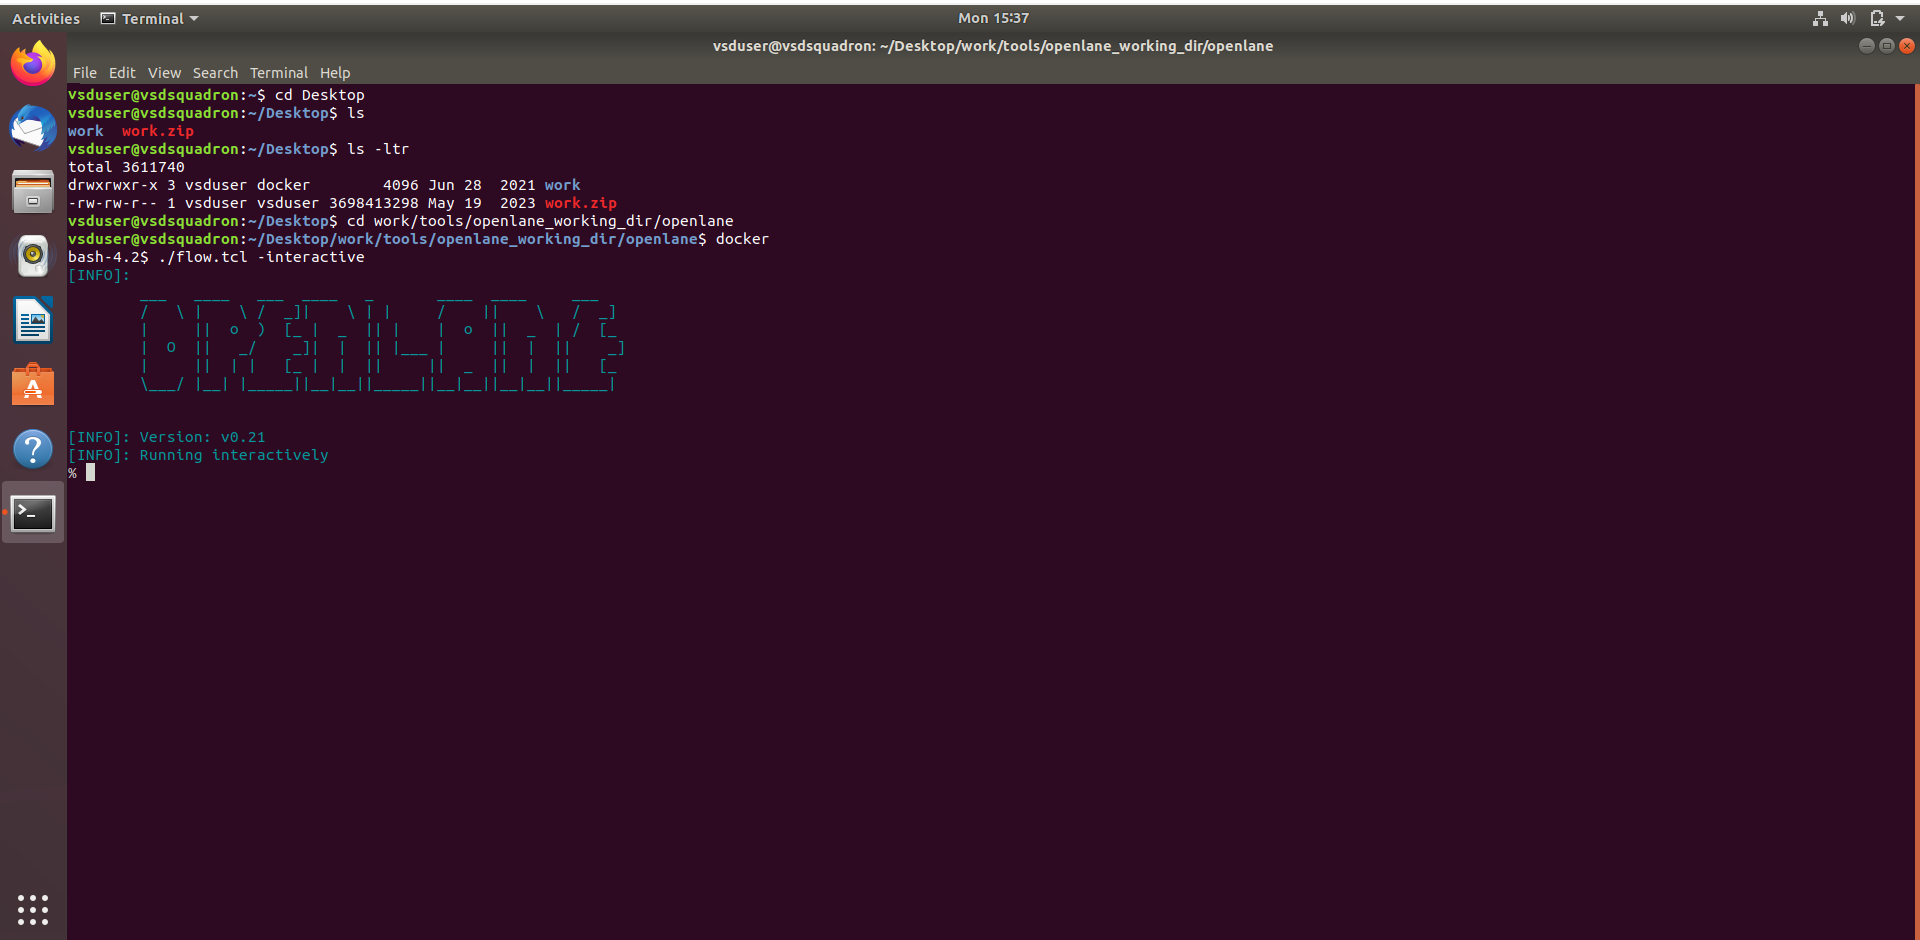 Activities Terminal Mon 15:37
vsduser@vsdsquadron: ~/Desktop/work/tools/openlane_working_dir/openlane
File Edit View Search Terminal Help
vsduser@vsdsquadron:~$ cd Desktop
vsduser@vsdsquadron:~/Desktop$ ls
work  work.zip
vsduser@vsdsquadron:~/Desktop$ ls -ltr
total 3611740
drwxrwxr-x 3 vsduser docker        4096 Jun 28  2021 work
-rw-rw-r-- 1 vsduser vsduser 3698413298 May 19  2023 work.zip
vsduser@vsdsquadron:~/Desktop$ cd work/tools/openlane_working_dir/openlane
vsduser@vsdsquadron:~/Desktop/work/tools/openlane_working_dir/openlane$ docker
bash-4.2$ ./flow.tcl -interactive
[INFO]:
OPENLANE
[INFO]: Version: v0.21
[INFO]: Running interactively
%